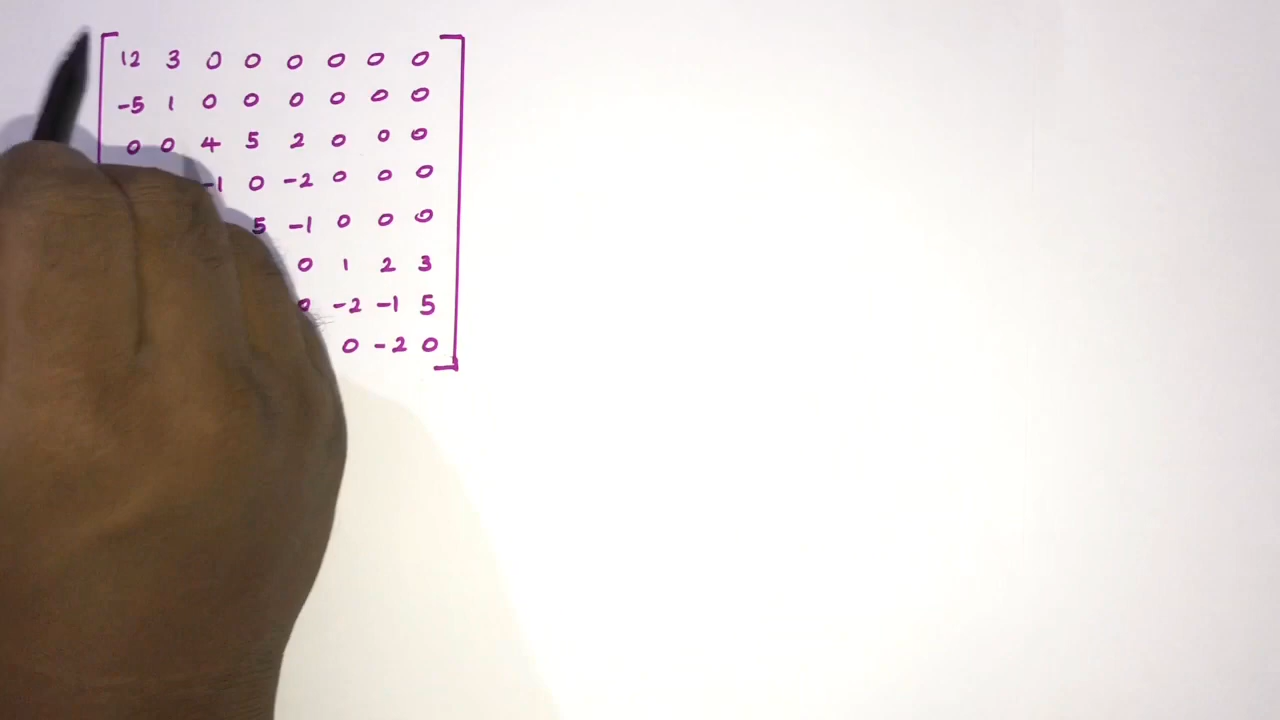 12 3 0 0 0 0 0 0
-5 1 0 0 0 0 0 0
0 0 4 5 2 0 0 0
-1 0 -2 0 0 0
5 -1 0 0 0
0 1 2 3
0 -2 -1 5
0 -2 0